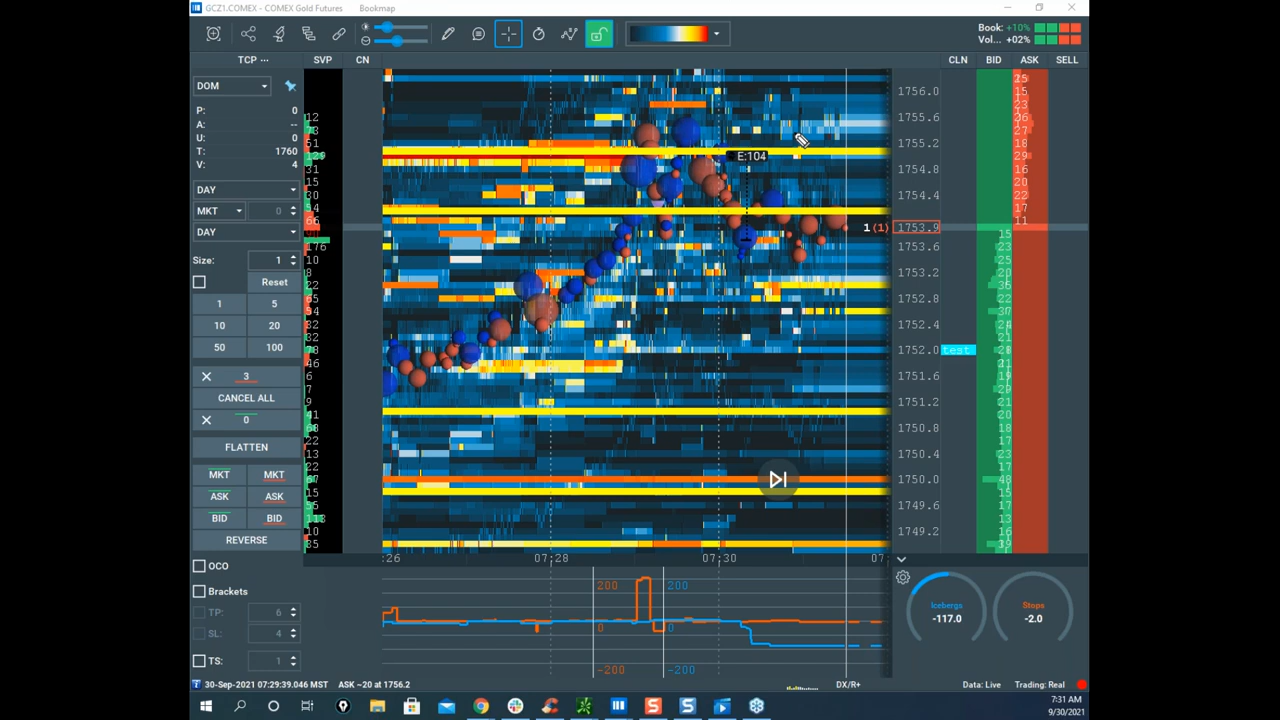 GCZ1.COMEX - COMEX Gold Futures
Bookmap
Book: +10%
Vol... +02%
TCP ...
SVP
CN
CLN
BID
ASK
SELL
DOM
P: 0
A: --
U: 0
T: 1760
V: 4
DAY
MKT
0
DAY
Size: 1
Reset
1
5
10
20
50
100
3
CANCEL ALL
0
FLATTEN
MKT
MKT
ASK
ASK
BID
BID
REVERSE
OCO
Brackets
TP: 6
SL: 4
TS: 1
E:104
1 (1)
1756.0
1755.6
1755.2
1754.8
1754.4
1753.9
1753.6
1753.2
1752.8
1752.4
1752.0
test
1751.6
1751.2
1750.8
1750.4
1750.0
1749.6
1749.2
:26
07:28
07:30
07:
200
200
0
0
-200
-200
Icebergs
-117.0
Stops
-2.0
30-Sep-2021 07:29:39.046 MST
ASK ~20 at 1756.2
DX/R+
Data: Live
Trading: Real
7:31 AM
9/30/2021